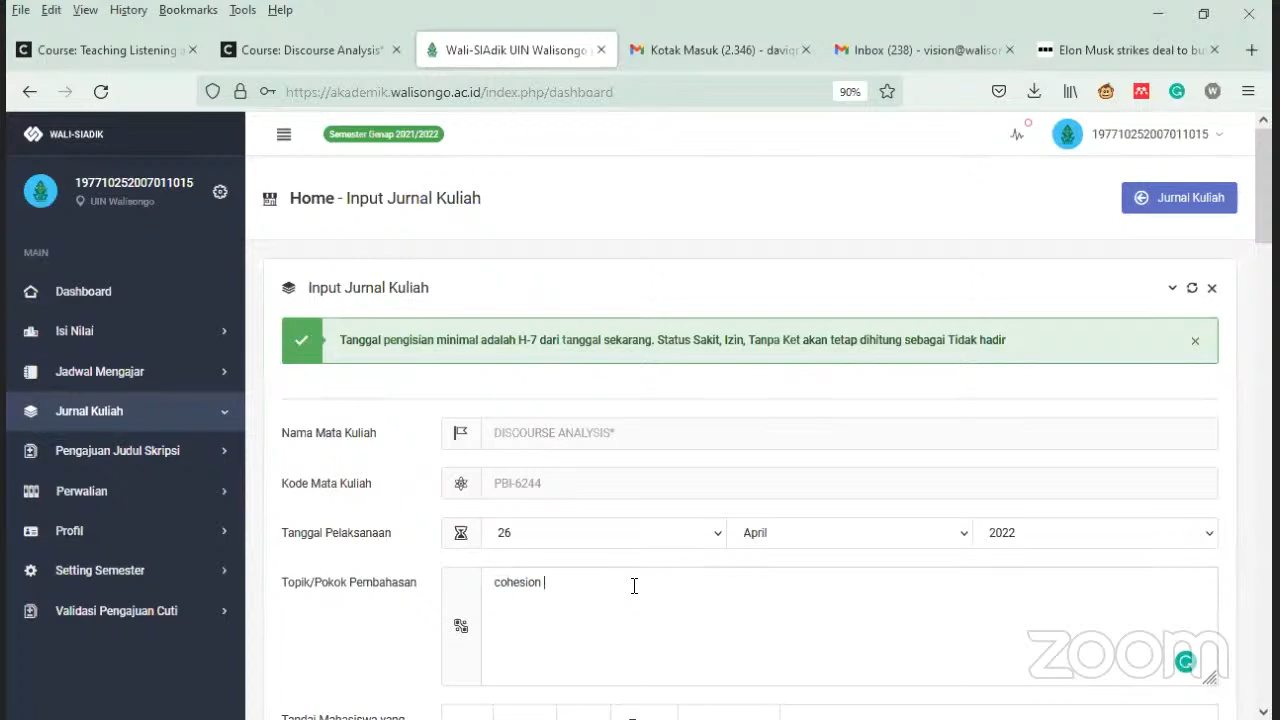 File Edit View History Bookmarks Tools Help
Course: Teaching Listening a
Course: Discourse Analysis*
Wali-SIAdik UIN Walisongo
Kotak Masuk (2.346) - davig
Inbox (238) - vision@walisor
Elon Musk strikes deal to bu
https://akademik.walisongo.ac.id/index.php/dashboard
90%
WALI-SIADIK
Semester Genap 2021/2022
197710252007011015
197710252007011015
UIN Walisongo
Home - Input Jurnal Kuliah
Jurnal Kuliah
MAIN
Dashboard
Isi Nilai
Jadwal Mengajar
Jurnal Kuliah
Pengajuan Judul Skripsi
Perwalian
Profil
Setting Semester
Validasi Pengajuan Cuti
Input Jurnal Kuliah
Tanggal pengisian minimal adalah H-7 dari tanggal sekarang. Status Sakit, Izin, Tanpa Ket akan tetap dihitung sebagai Tidak hadir
Nama Mata Kuliah
DISCOURSE ANALYSIS*
Kode Mata Kuliah
PBI-6244
Tanggal Pelaksanaan
26 April 2022
Topik/Pokok Pembahasan
cohesion
zoom
Tandai Mahasiswa yang